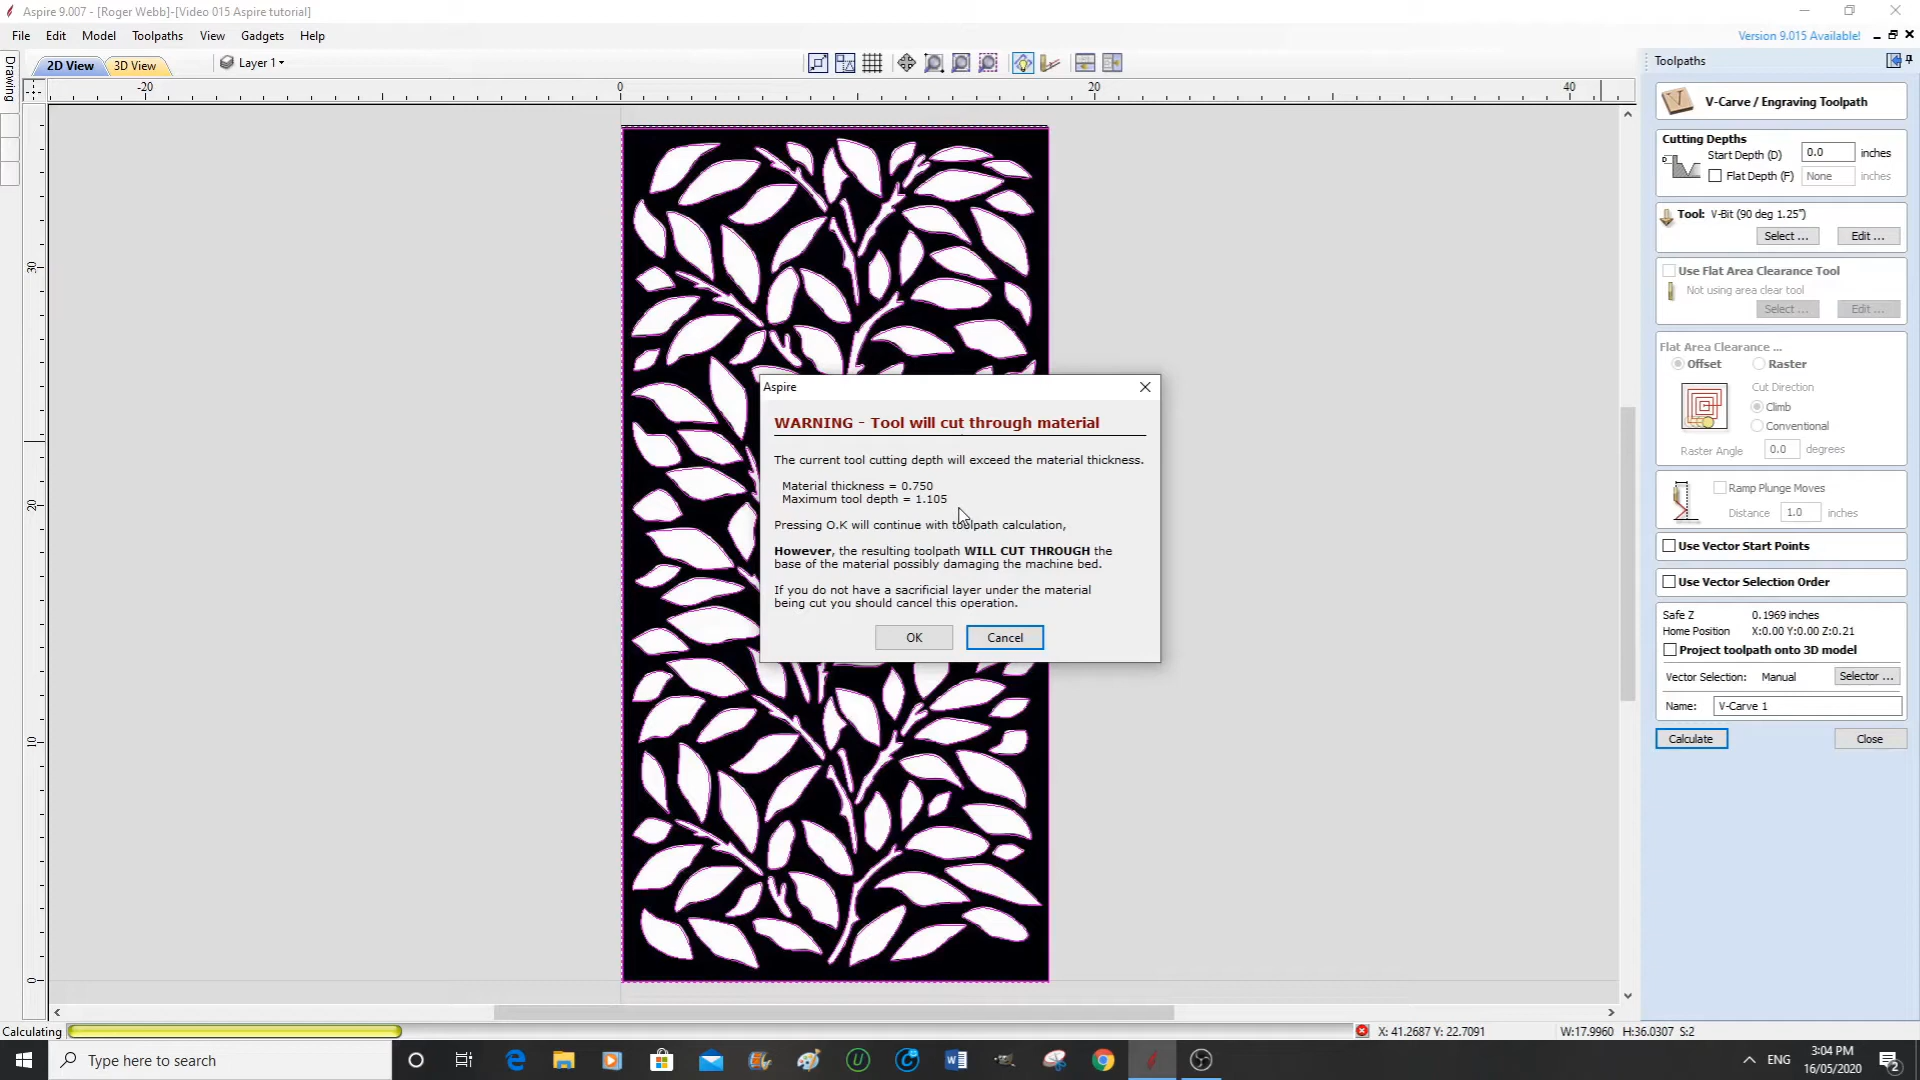 Aspire 9.007 - [Roger Webb]-[Video 015 Aspire tutorial]
File Edit Model Toolpaths View Gadgets Help
Version 9.015 Available!
2D View 3D View Layer 1
Drawing
-20 0 20 40
30
20
10
0
Aspire
WARNING - Tool will cut through material
The current tool cutting depth will exceed the material thickness.
Material thickness = 0.750
Maximum tool depth = 1.105
Pressing O.K will continue with toolpath calculation,
However, the resulting toolpath WILL CUT THROUGH the
base of the material possibly damaging the machine bed.
If you do not have a sacrificial layer under the material
being cut you should cancel this operation.
OK Cancel
Toolpaths
V-Carve / Engraving Toolpath
Cutting Depths
Start Depth (D) 0.0 inches
Flat Depth (F) None inches
Tool: V-Bit (90 deg 1.25")
Select ... Edit ...
Use Flat Area Clearance Tool
Not using area clear tool
Select ... Edit ...
Flat Area Clearance ...
Offset Raster
Cut Direction
Climb
Conventional
Raster Angle 0.0 degrees
Ramp Plunge Moves
Distance 1.0 inches
Use Vector Start Points
Use Vector Selection Order
Safe Z 0.1969 inches
Home Position X:0.00 Y:0.00 Z:0.21
Project toolpath onto 3D model
Vector Selection: Manual Selector ...
Name: V-Carve 1
Calculate Close
Calculating
X: 41.2687 Y: 22.7091 W:17.9960 H:36.0307 S:2
Type here to search
ENG
3:04 PM
16/05/2020
2